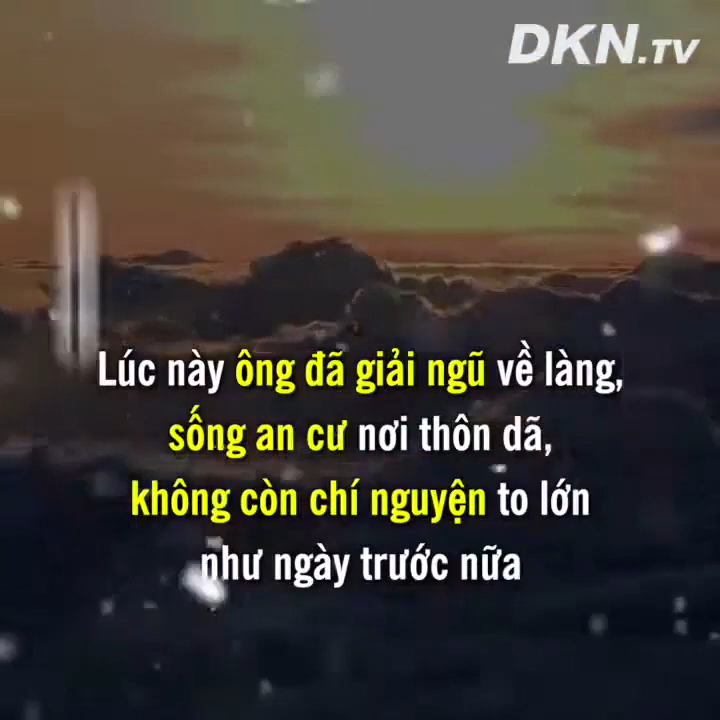 DKN.TV
Lúc này ông đã giải ngũ về làng,
sống an cư nơi thôn dã,
không còn chí nguyện to lớn
như ngày trước nữa